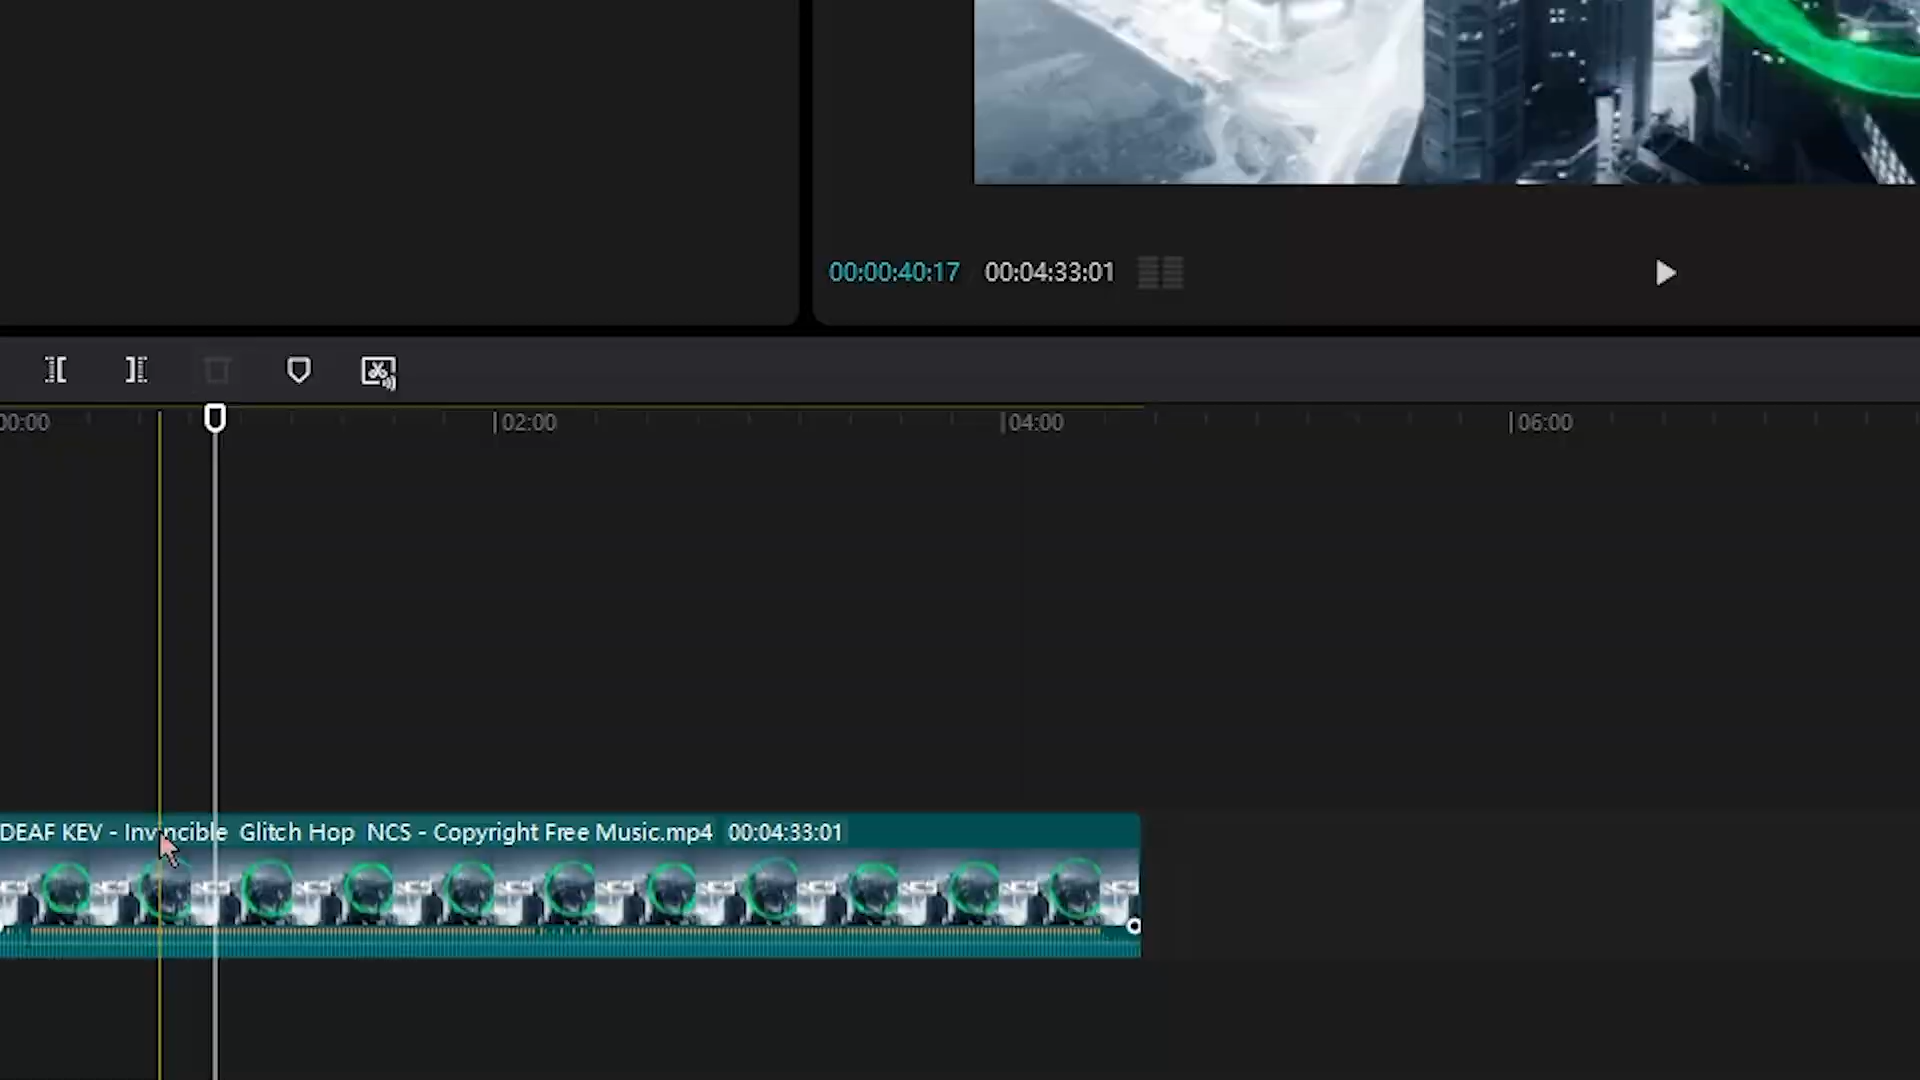 00:00:40:17 00:04:33:01
00:00 |02:00 |04:00 |06:00
DEAF KEV - Invincible Glitch Hop NCS - Copyright Free Music.mp4 00:04:33:01